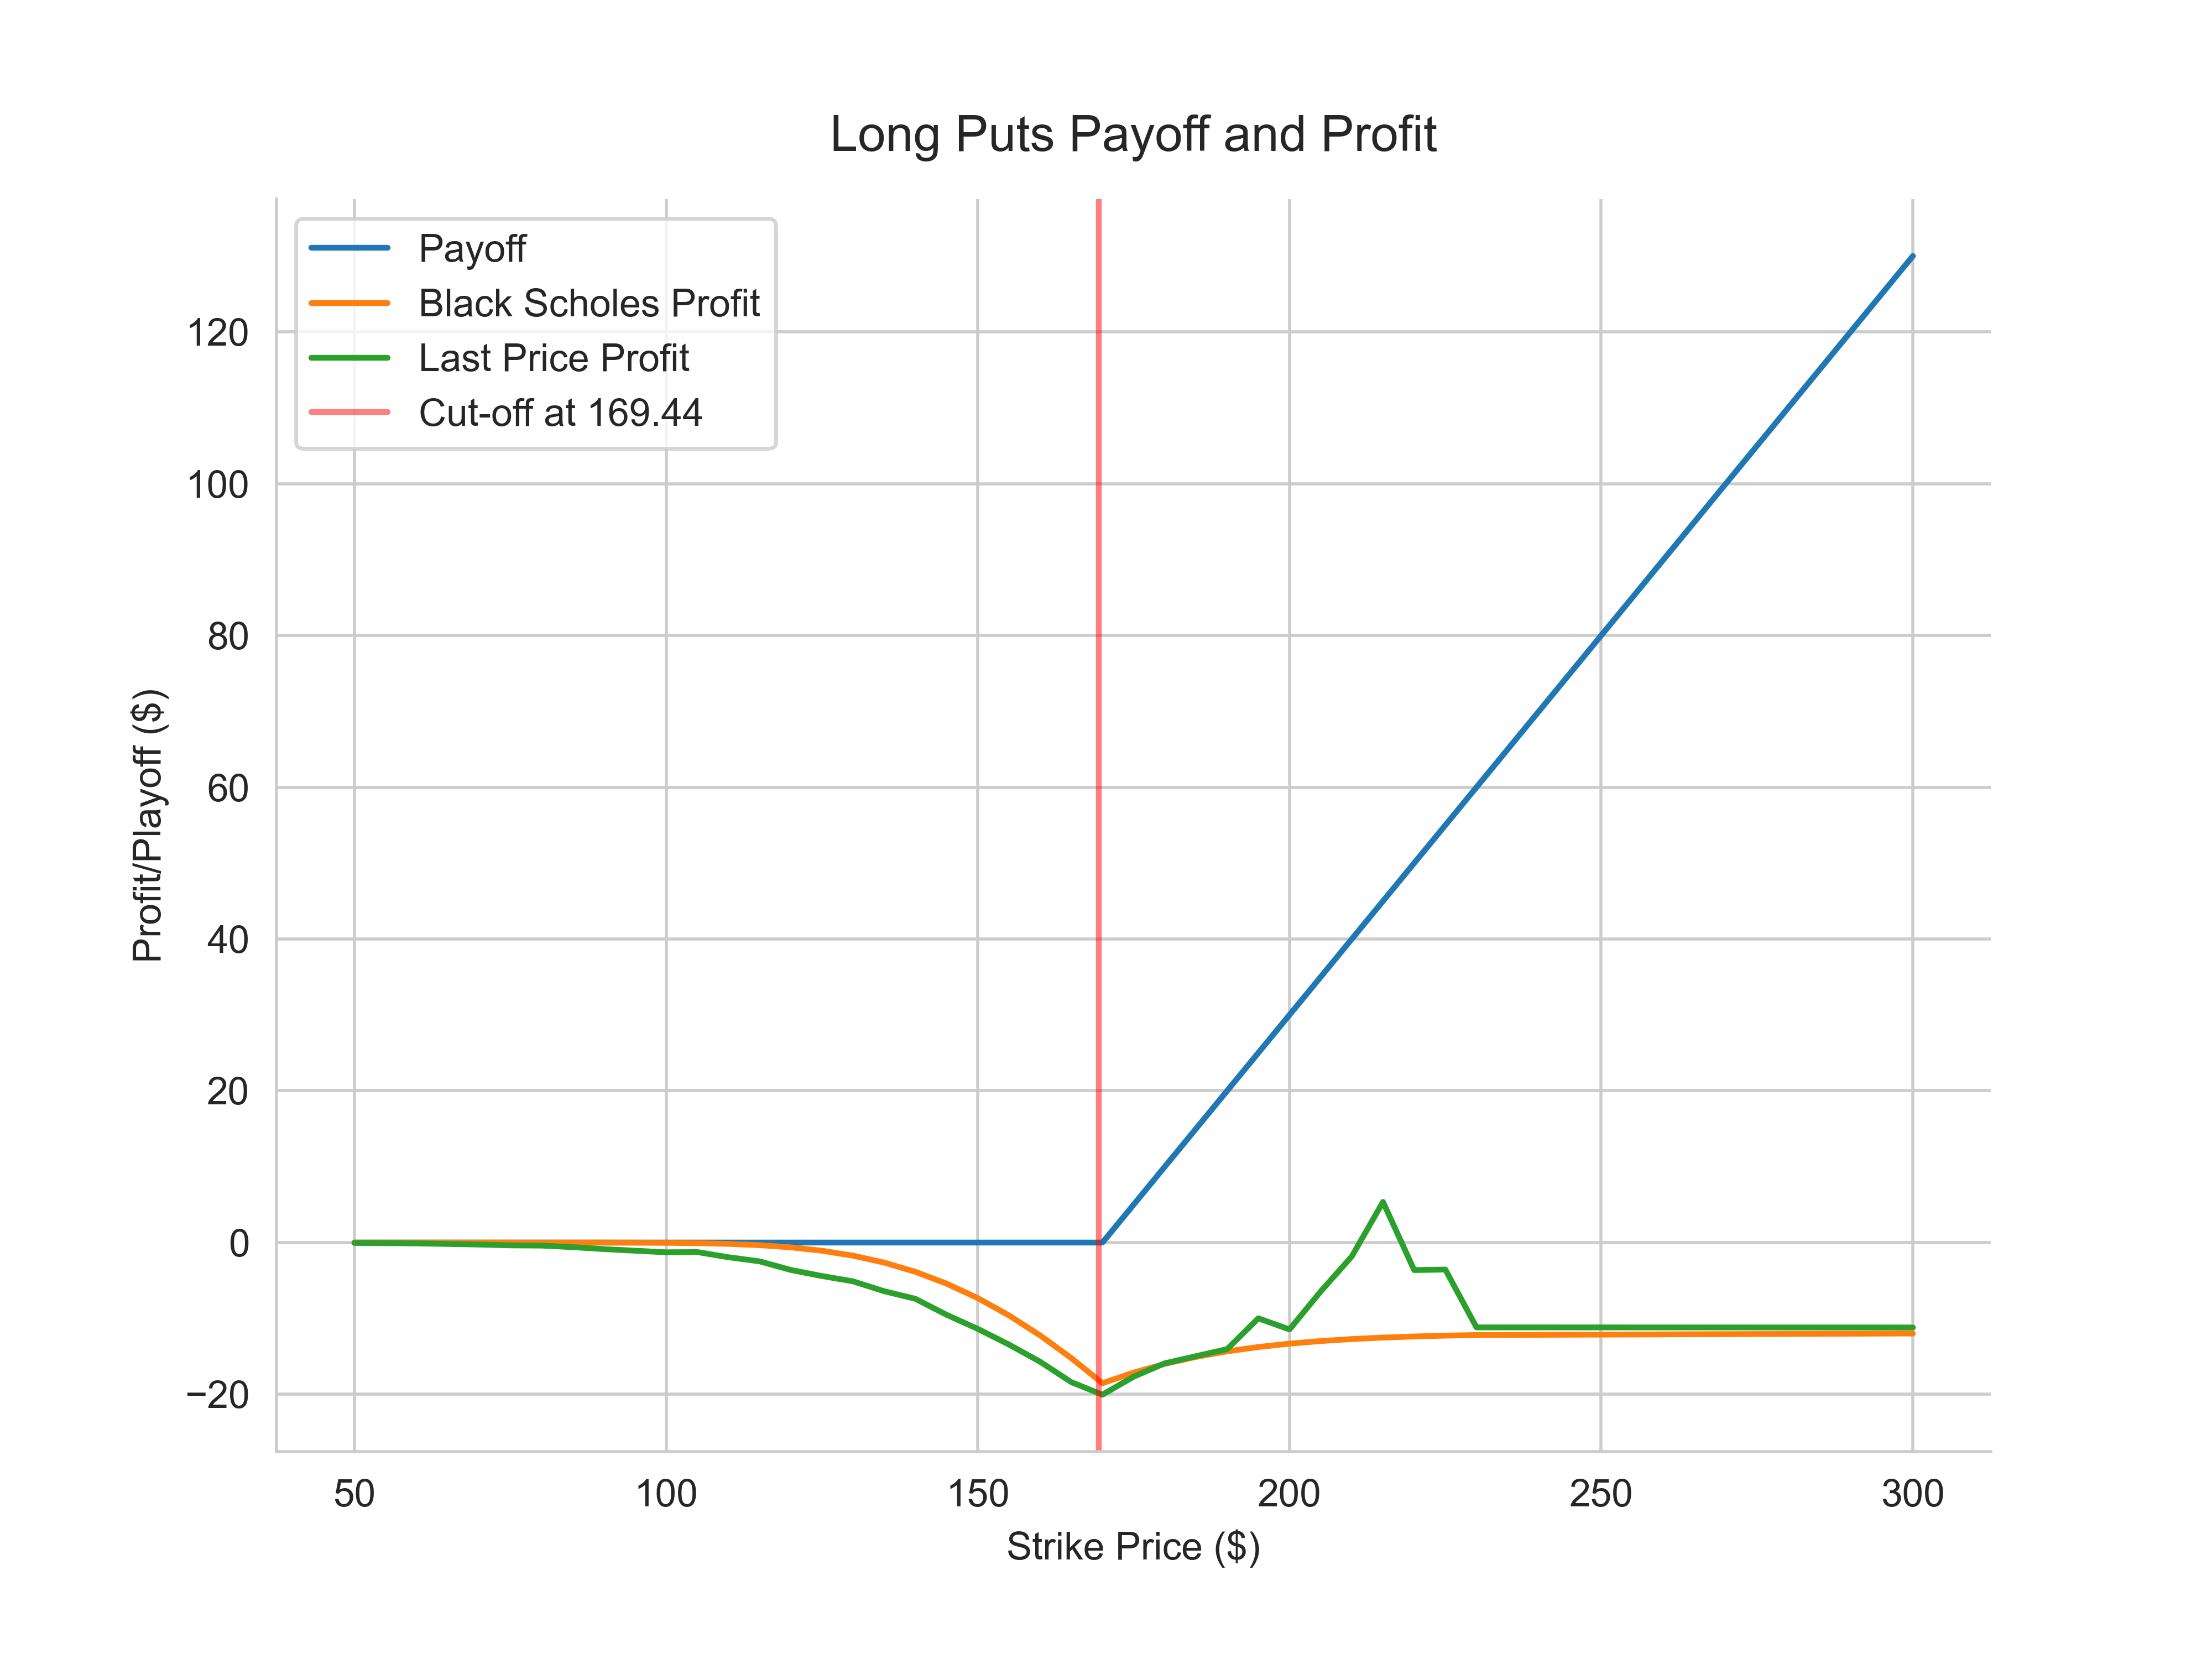 Long Puts Payoff and Profit
Payoff
Black Scholes Profit
Last Price Profit
Cut-off at 169.44
120
100
80
60
40
20
0
−20
Profit/Playoff ($)
50 100 150 200 250 300
Strike Price ($)